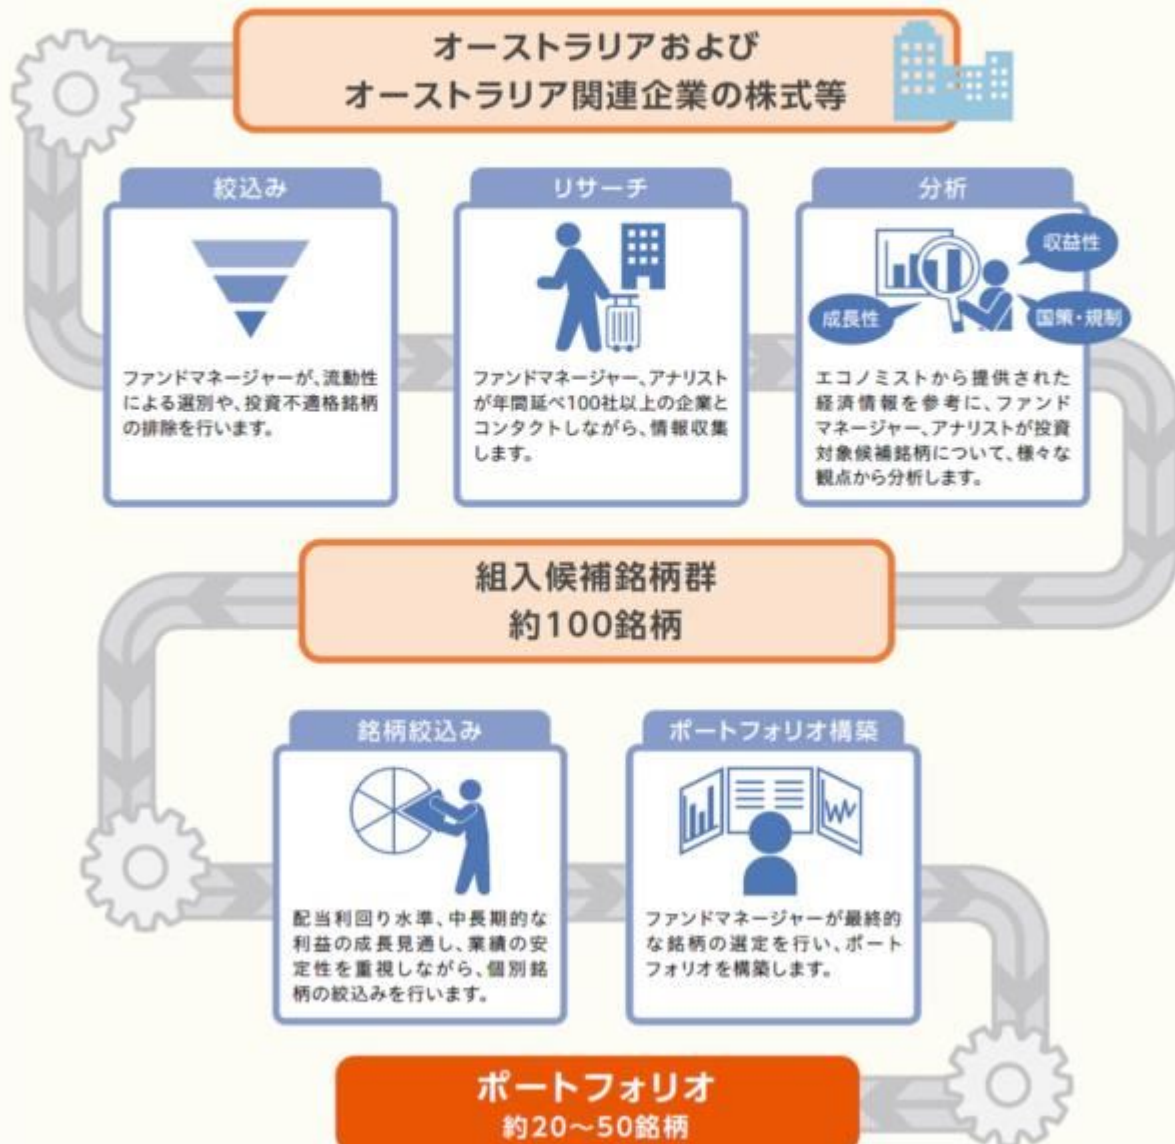 オーストラリアおよび
オーストラリア関連企業の株式等
絞込み
ファンドマネージャーが、流動性
による選別や、投資不適格銘柄
の排除を行います。
リサーチ
ファンドマネージャー、アナリスト
が年間延べ100社以上の企業と
コンタクトしながら、情報収集
します。
分析
収益性
成長性
国策・規制
エコノミストから提供された
経済情報を参考に、ファンド
マネージャー、アナリストが投資
対象候補銘柄について、様々な
観点から分析します。
組入候補銘柄群
約100銘柄
銘柄絞込み
配当利回り水準、中長期的な
利益の成長見通し、業績の安
定性を重視しながら、個別銘
柄の絞込みを行います。
ポートフォリオ構築
ファンドマネージャーが最終的
な銘柄の選定を行い、ポート
フォリオを構築します。
ポートフォリオ
約20～50銘柄